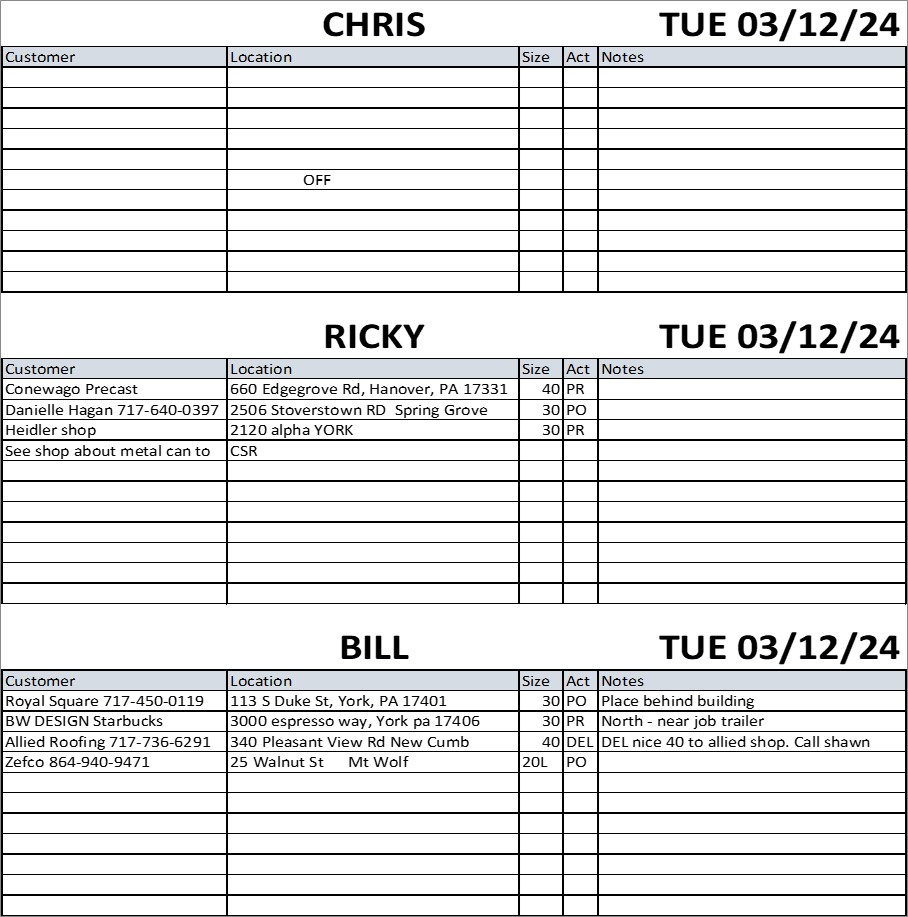 CHRIS TUE 03/12/24
Customer Location Size Act Notes
OFF
RICKY TUE 03/12/24
Customer Location Size Act Notes
Conewago Precast 660 Edgegrove Rd, Hanover, PA 17331 40 PR
Danielle Hagan 717-640-0397 2506 Stoverstown RD Spring Grove 30 PO
Heidler shop 2120 alpha YORK 30 PR
See shop about metal can to CSR
BILL TUE 03/12/24
Customer Location Size Act Notes
Royal Square 717-450-0119 113 S Duke St, York, PA 17401 30 PO Place behind building
BW DESIGN Starbucks 3000 espresso way, York pa 17406 30 PR North - near job trailer
Allied Roofing 717-736-6291 340 Pleasant View Rd New Cumb 40 DEL DEL nice 40 to allied shop. Call shawn
Zefco 864-940-9471 25 Walnut St Mt Wolf 20L PO